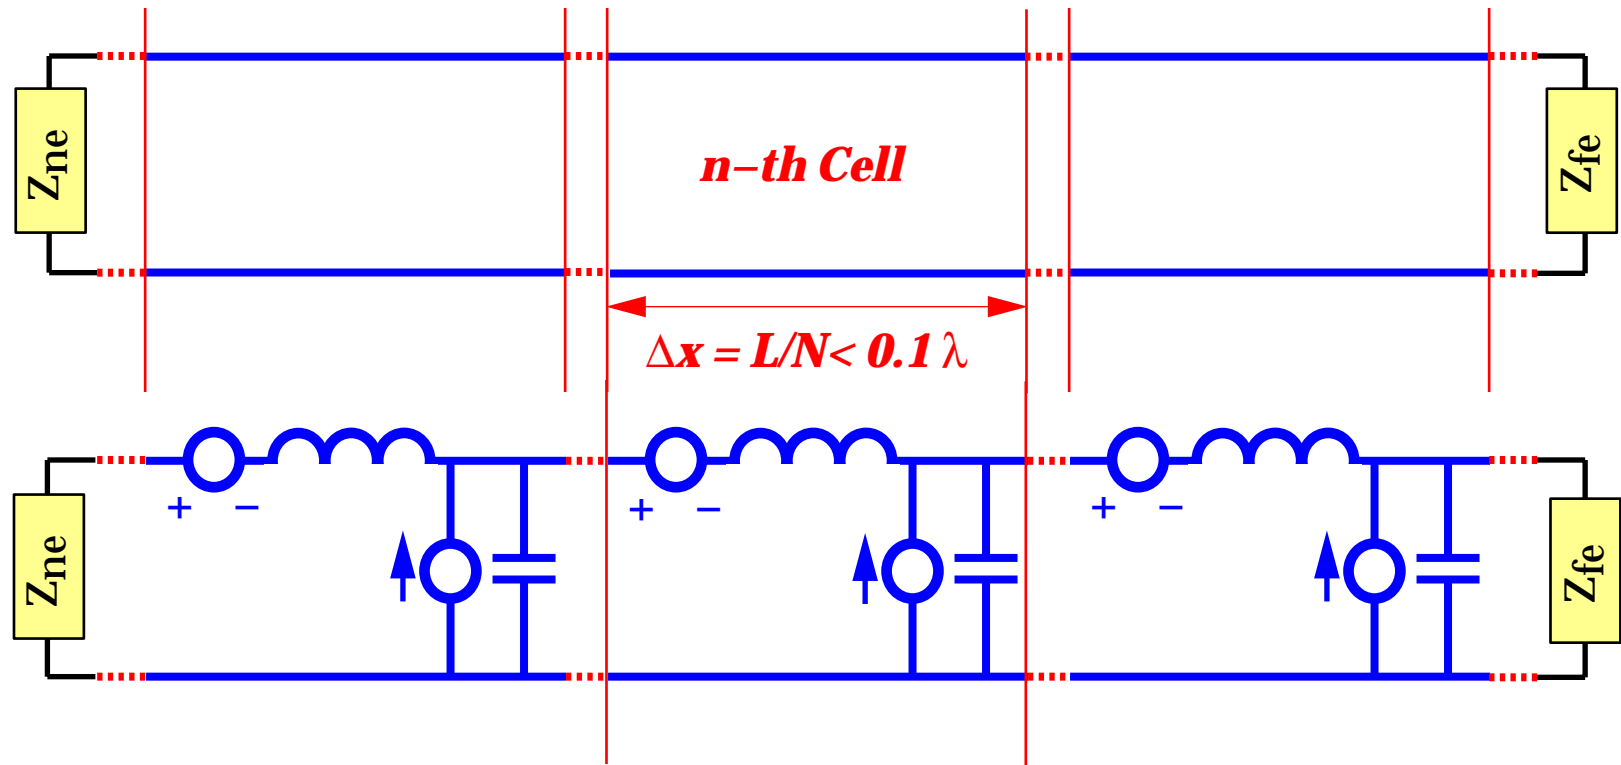 Zne
n–th Cell
Zfe
Δx = L/N< 0.1 λ
+ −
+ −
+ −
Zne
Zfe